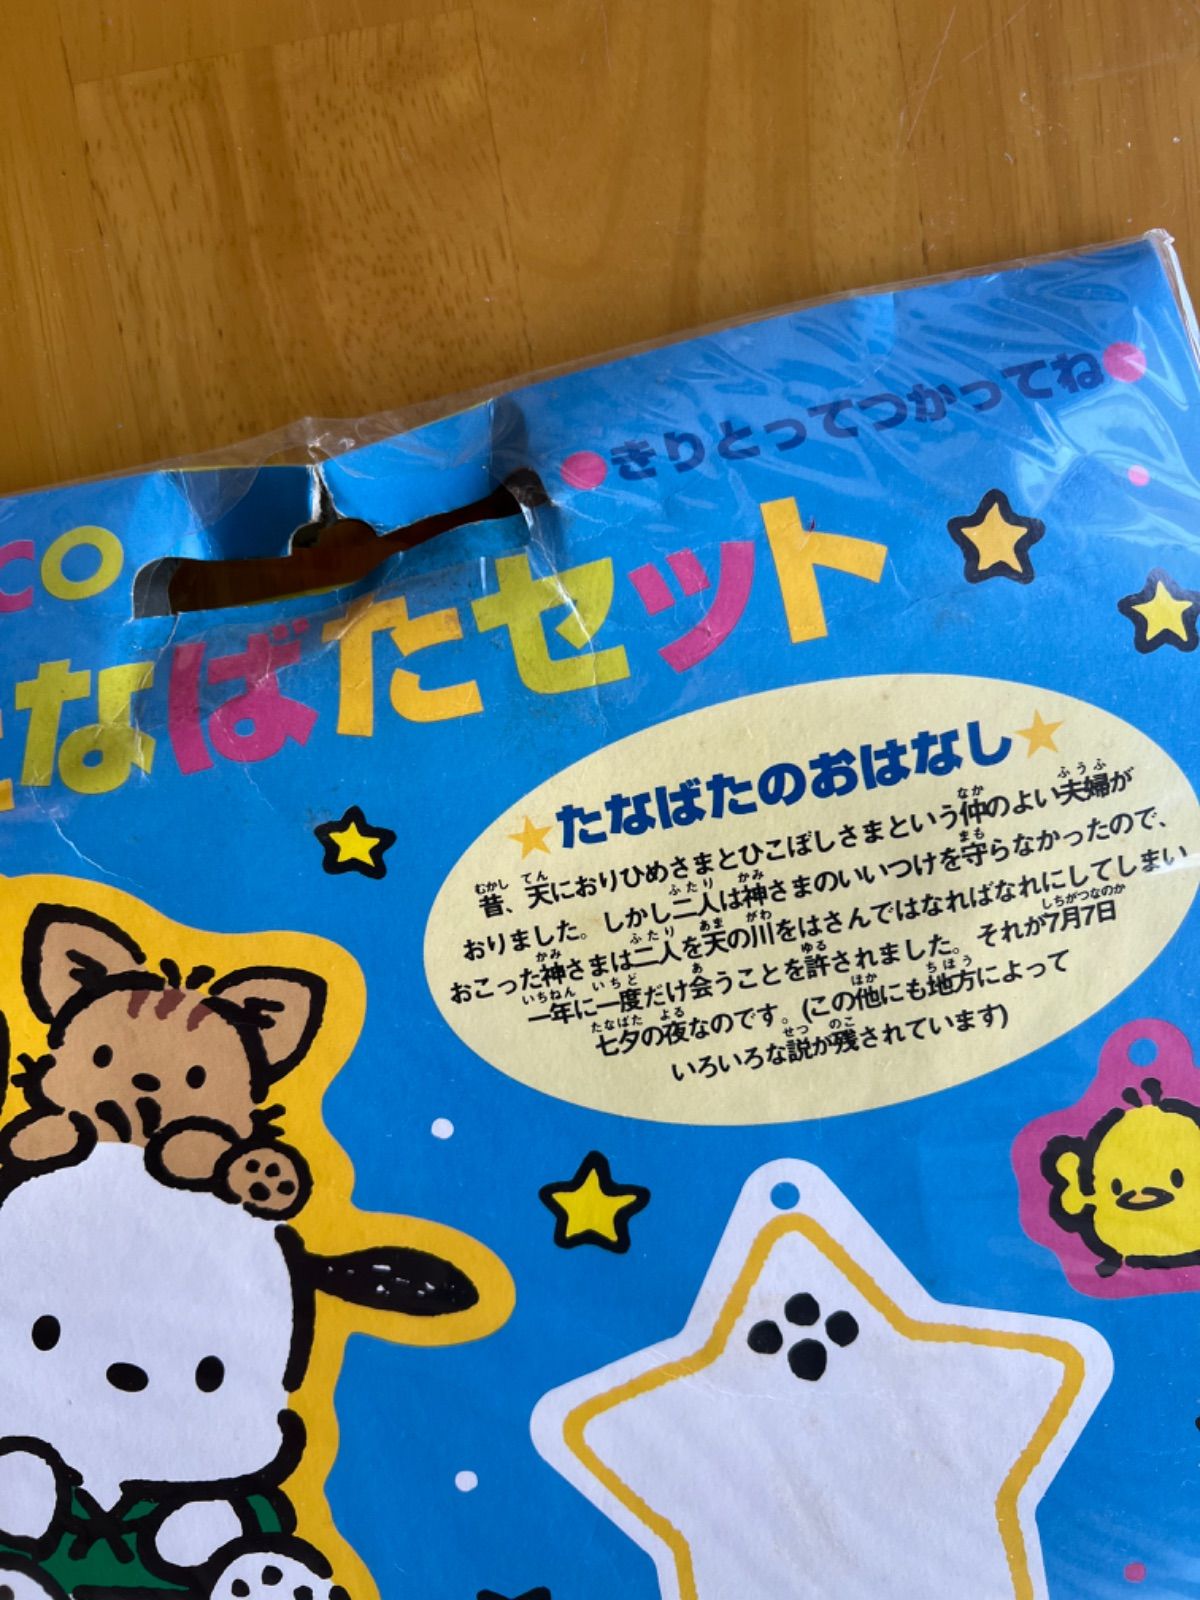 きりとってつかってね
CO
たなばたセット
たなばたのおはなし
昔、天におりひめさまとひこぼしさまという仲のよい夫婦が
おりました。しかし二人は神さまのいいつけを守らなかったので、
おこった神さまは二人を天の川をはさんではなればなれにしてしまい
一年に一度だけ会うことを許されました。それが7月7日
七夕の夜なのです。(この他にも地方によって
いろいろな説が残されています)